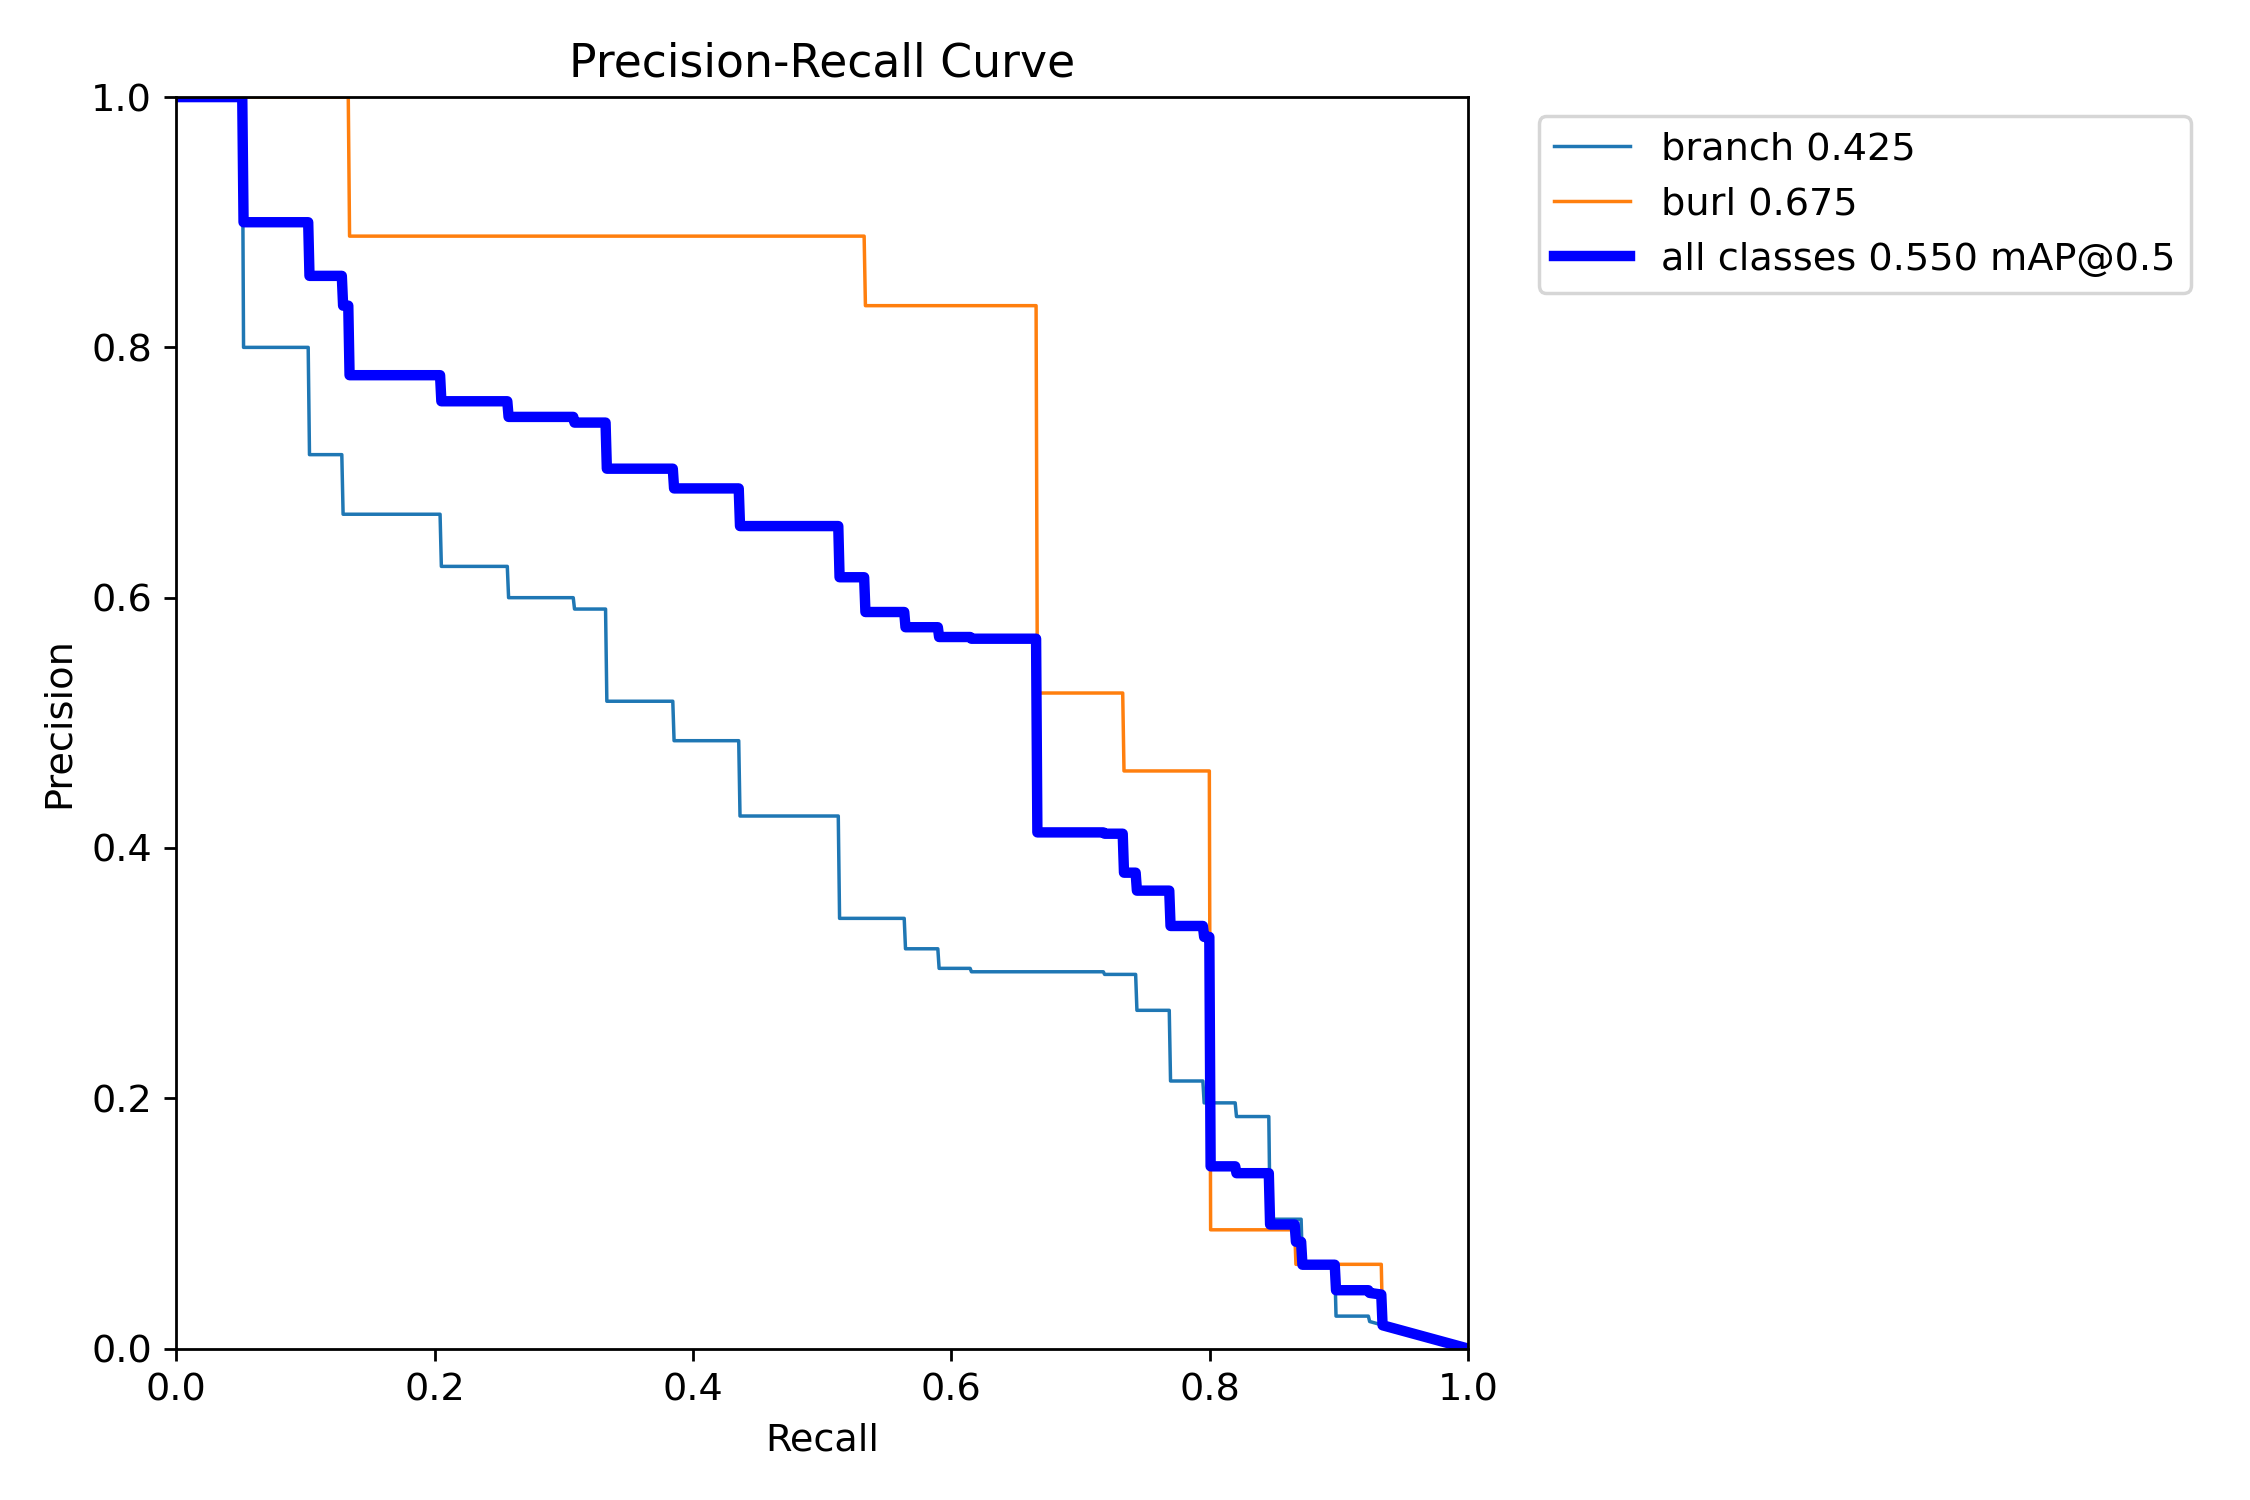 Precision-Recall Curve
branch 0.425
burl 0.675
all classes 0.550 mAP@0.5
Precision
1.0
0.8
0.6
0.4
0.2
0.0
0.0 0.2 0.4 0.6 0.8 1.0
Recall